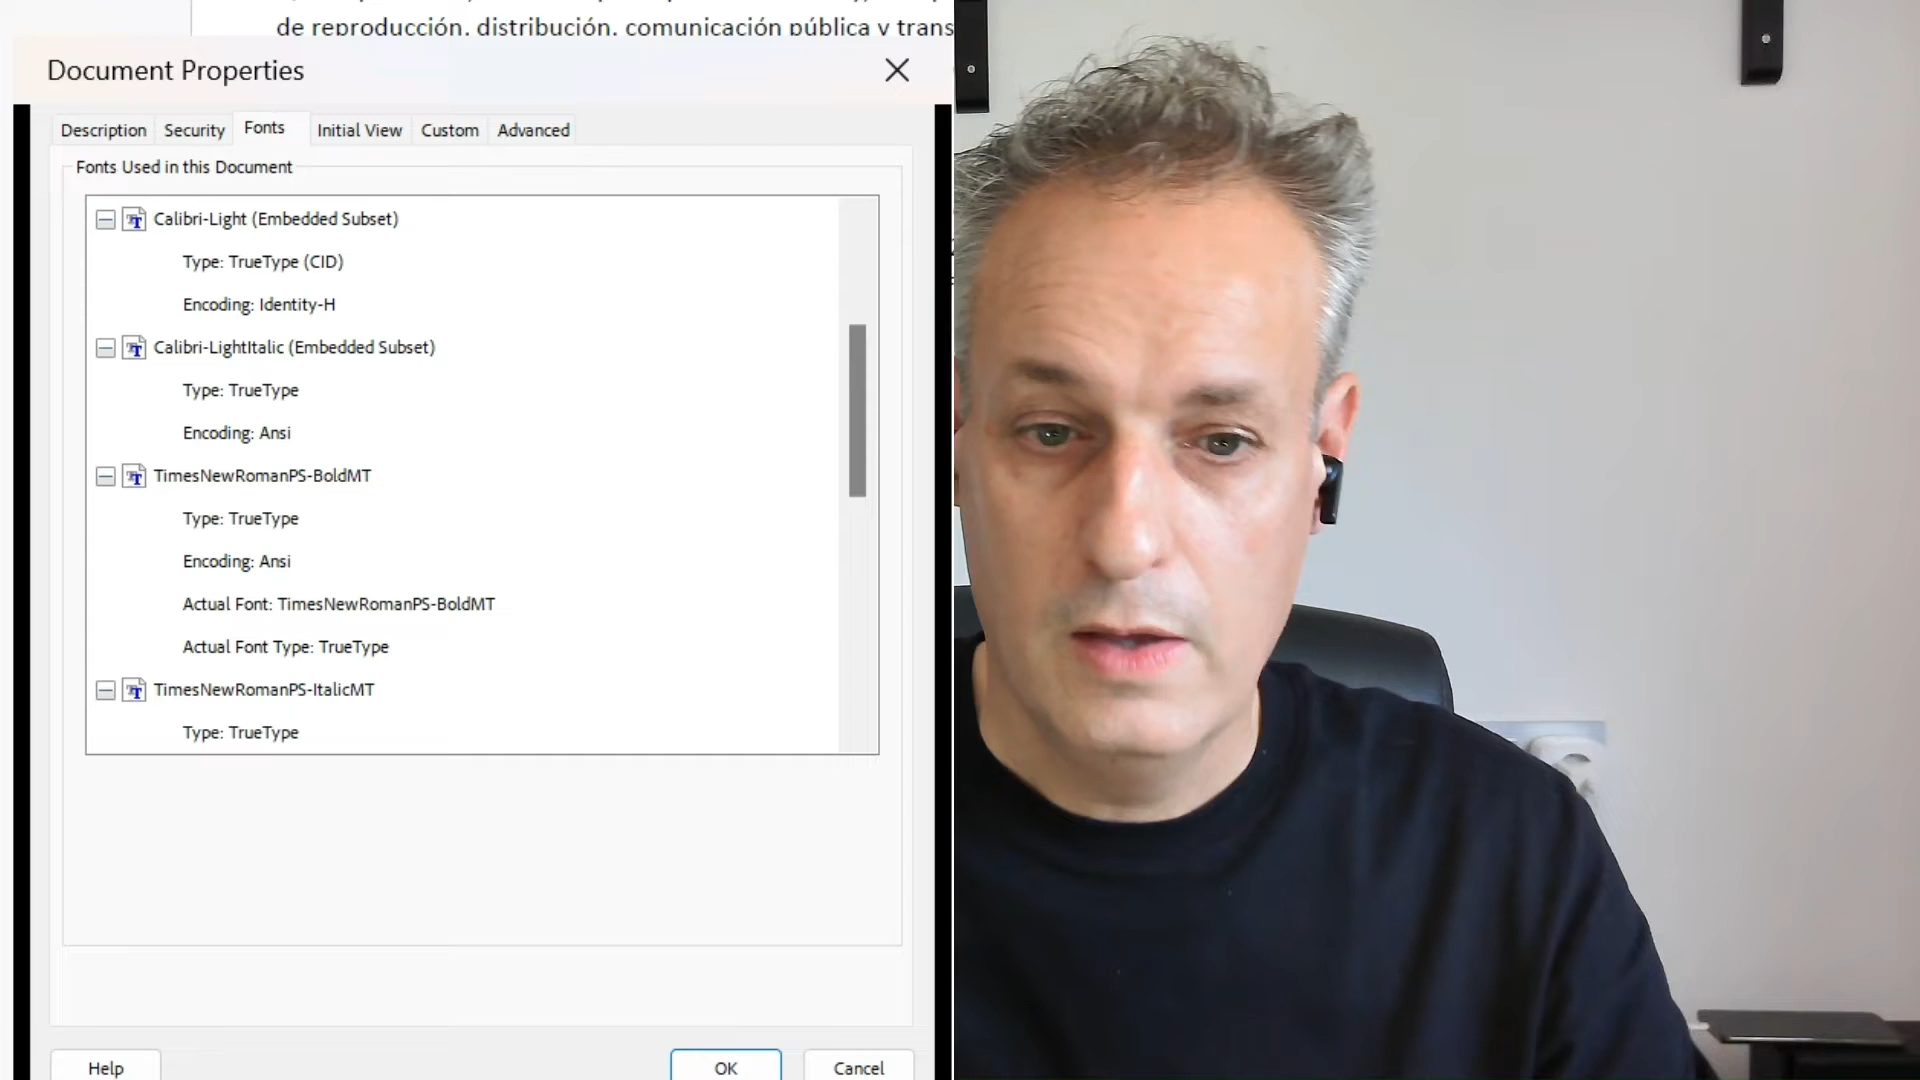 de reproducción, distribución, comunicación pública y trans
Document Properties
Description Security Fonts Initial View Custom Advanced
Fonts Used in this Document
Calibri-Light (Embedded Subset)
Type: TrueType (CID)
Encoding: Identity-H
Calibri-LightItalic (Embedded Subset)
Type: TrueType
Encoding: Ansi
TimesNewRomanPS-BoldMT
Type: TrueType
Encoding: Ansi
Actual Font: TimesNewRomanPS-BoldMT
Actual Font Type: TrueType
TimesNewRomanPS-ItalicMT
Type: TrueType
Help OK Cancel